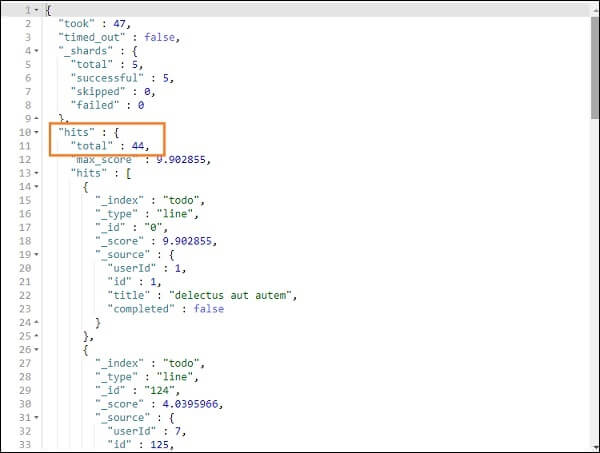 1 {
2 "took" : 47,
3 "timed_out" : false,
4 "_shards" : {
5 "total" : 5,
6 "successful" : 5,
7 "skipped" : 0,
8 "failed" : 0
9 },
10 "hits" : {
11 "total" : 44,
12 "max_score" : 9.902855,
13 "hits" : [
14 {
15 "_index" : "todo",
16 "_type" : "line",
17 "_id" : "0",
18 "_score" : 9.902855,
19 "_source" : {
20 "userId" : 1,
21 "id" : 1,
22 "title" : "delectus aut autem",
23 "completed" : false
24 }
25 },
26 {
27 "_index" : "todo",
28 "_type" : "line",
29 "_id" : "124",
30 "_score" : 4.0395966,
31 "_source" : {
32 "userId" : 7,
33 "id" : 125,